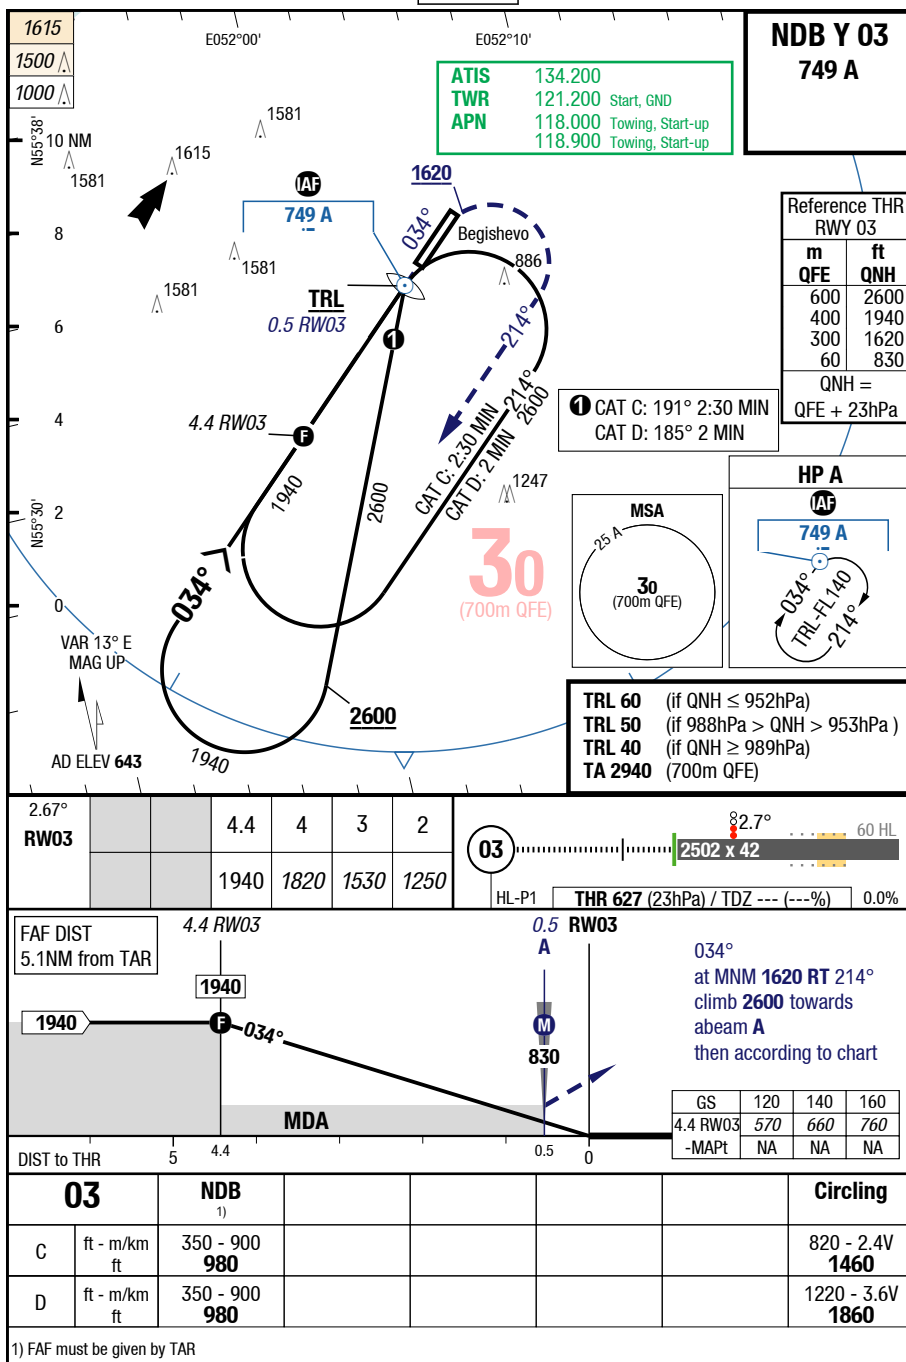 1615
1500
1000
E052°00'
E052°10'
NDB Y 03
749 A
ATIS 134.200
TWR 121.200 Start, GND
APN 118.000 Towing, Start-up
118.900 Towing, Start-up
N55°38'
10 NM
1581
1581
1615
1581
1581
8
6
4
2
0
N55°30'
IAF
749 A
1620
034°
Begishevo
886
TRL
0.5 RW03
1
214°
4.4 RW03
F
1940
2600
CAT C: 2:30 MIN
CAT D: 2 MIN
214°
2600
1247
034°
1940
2600
30
(700m QFE)
Reference THR
RWY 03
m ft
QFE QNH
600 2600
400 1940
300 1620
60 830
QNH =
QFE + 23hPa
1 CAT C: 191° 2:30 MIN
CAT D: 185° 2 MIN
MSA
25 A
30
(700m QFE)
HP A
IAF
749 A
034°
TRL-FL140
214°
VAR 13° E
MAG UP
AD ELEV 643
TRL 60 (if QNH ≤ 952hPa)
TRL 50 (if 988hPa > QNH > 953hPa )
TRL 40 (if QNH ≥ 989hPa)
TA 2940 (700m QFE)
2.67°
RW03
4.4 4 3 2
1940 1820 1530 1250
03
2.7°
60 HL
2502 x 42
HL-P1
THR 627 (23hPa) / TDZ --- (---%)
0.0%
FAF DIST
5.1NM from TAR
4.4 RW03
0.5 RW03
A
1940
1940
F
034°
M
830
MDA
034°
at MNM 1620 RT 214°
climb 2600 towards
abeam A
then according to chart
GS 120 140 160
4.4 RW03 570 660 760
-MAPt NA NA NA
DIST to THR 5 4.4 0.5 0
03 NDB Circling
1)
C ft - m/km 350 - 900 820 - 2.4V
ft 980 1460
D ft - m/km 350 - 900 1220 - 3.6V
ft 980 1860
1) FAF must be given by TAR